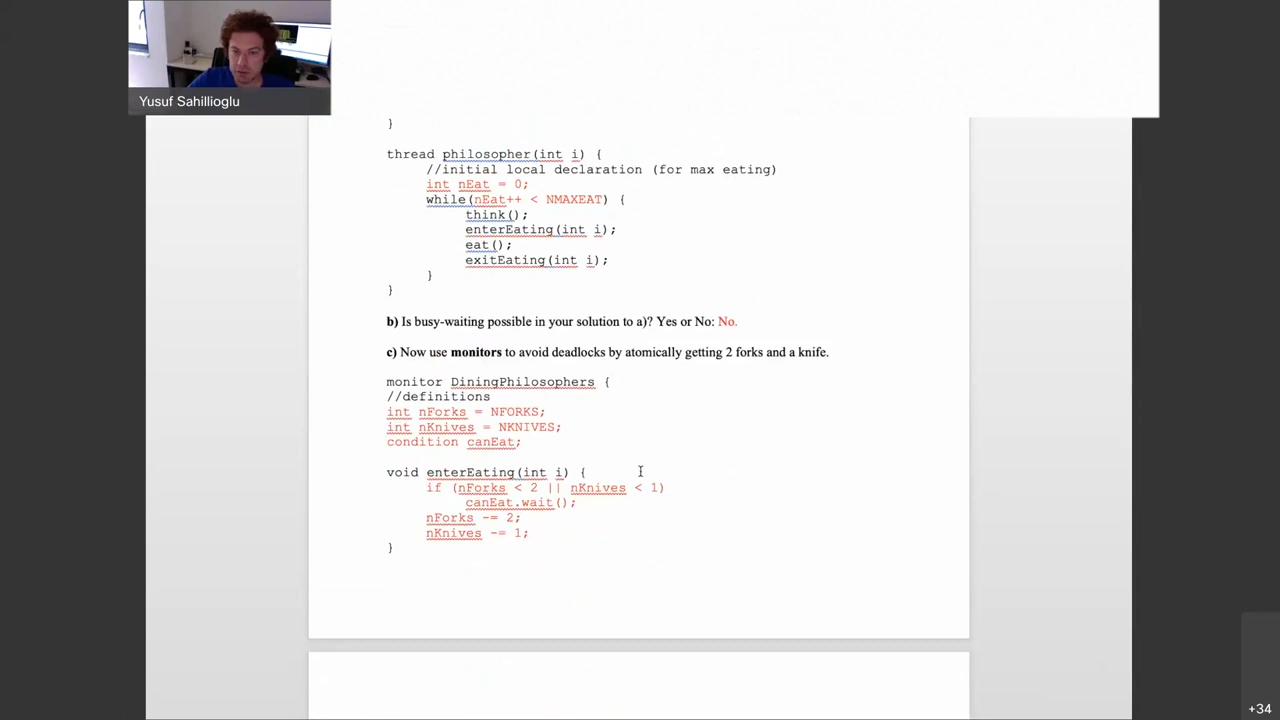 Yusuf Sahillioglu
}
thread philosopher(int i) {
//initial local declaration (for max eating)
int nEat = 0;
while(nEat++ < NMAXEAT) {
think();
enterEating(int i);
eat();
exitEating(int i);
}
}
b) Is busy-waiting possible in your solution to a)? Yes or No: No.
c) Now use monitors to avoid deadlocks by atomically getting 2 forks and a knife.
monitor DiningPhilosophers {
//definitions
int nForks = NFORKS;
int nKnives = NKNIVES;
condition canEat;
void enterEating(int i) {
if (nForks < 2 || nKnives < 1)
canEat.wait();
nForks -= 2;
nKnives -= 1;
}
+34